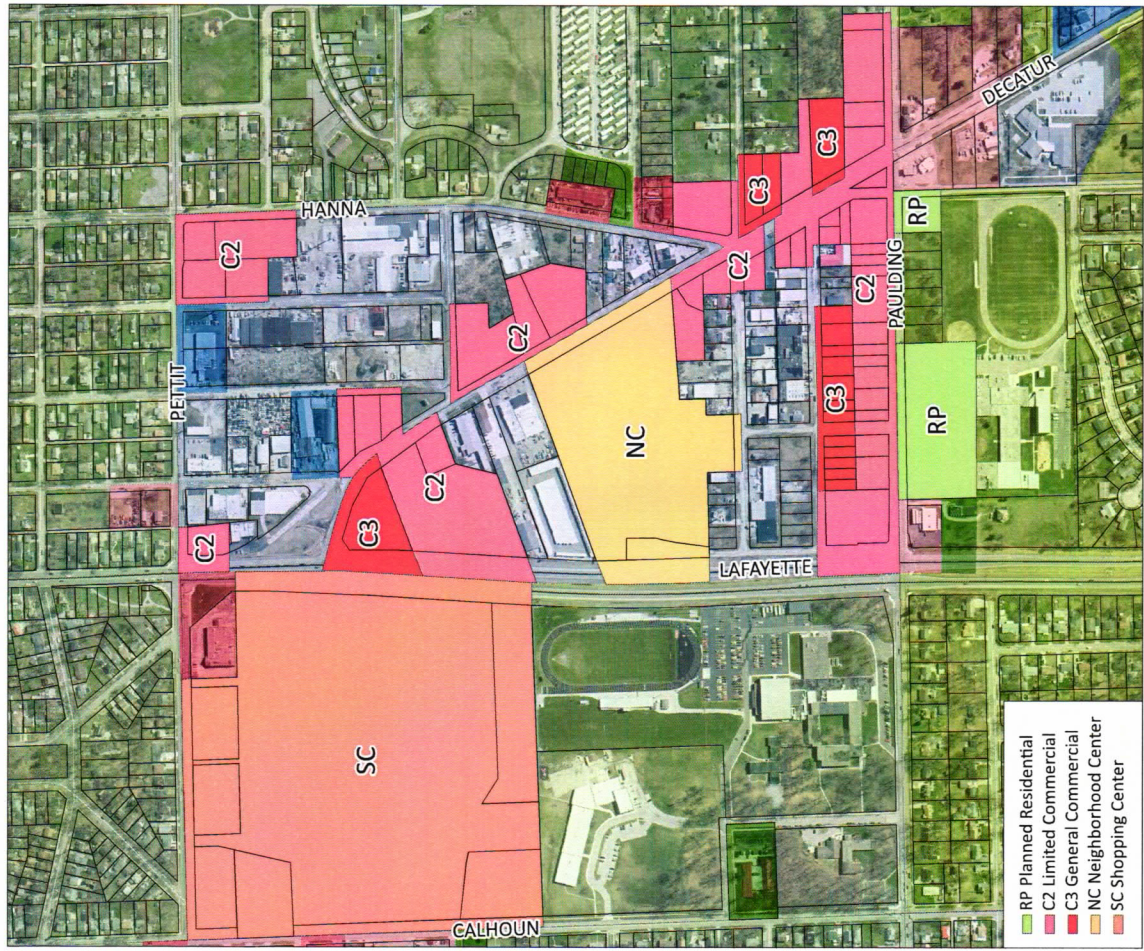 HANNA
DECATUR
C2
C3
C3
RP
PAULDING
C2
C2
C2
PETTIT
C3
NC
RP
C2
C3
C2
LAFAYETTE
SC
CALHOUN
RP Planned Residential
C2 Limited Commercial
C3 General Commercial
NC Neighborhood Center
SC Shopping Center